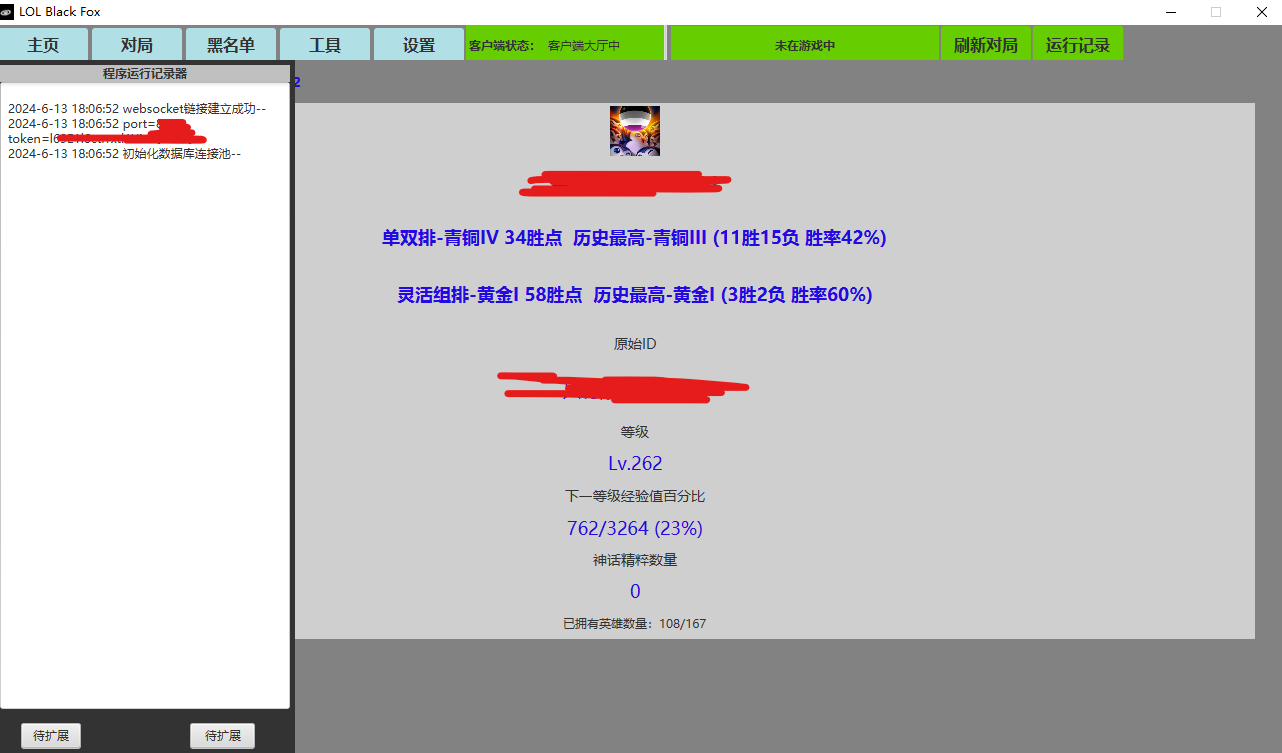 LOL Black Fox
主页 对局 黑名单 工具 设置 客户端状态： 客户端大厅中 未在游戏中 刷新对局 运行记录
程序运行记录器
2
2024-6-13 18:06:52 websocket链接建立成功--
2024-6-13 18:06:52 port=
token=
2024-6-13 18:06:52 初始化数据库连接池--
单双排-青铜IV 34胜点 历史最高-青铜III (11胜15负 胜率42%)
灵活组排-黄金I 58胜点 历史最高-黄金I (3胜2负 胜率60%)
原始ID
等级
Lv.262
下一等级经验值百分比
762/3264 (23%)
神话精粹数量
0
已拥有英雄数量：108/167
待扩展 待扩展